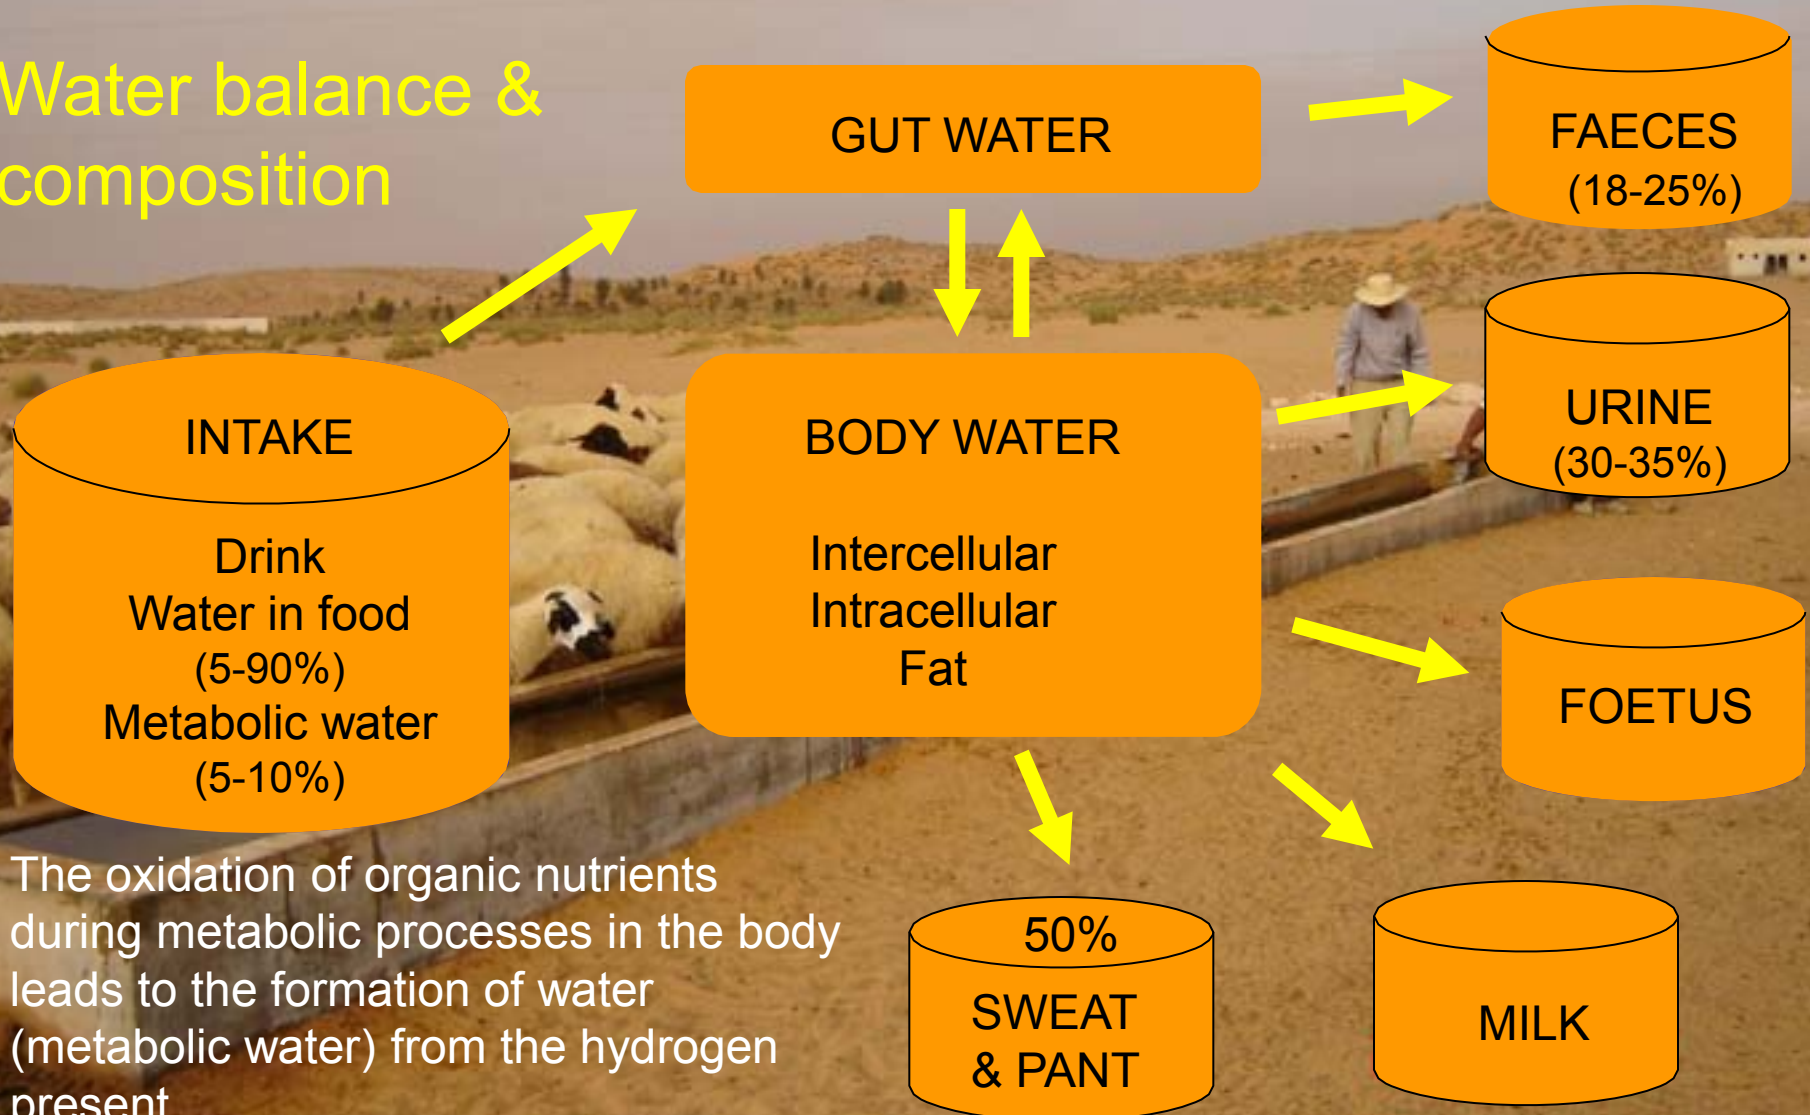 Water balance &
composition
GUT WATER
FAECES
(18-25%)
INTAKE
Drink
Water in food
(5-90%)
Metabolic water
(5-10%)
BODY WATER
Intercellular
Intracellular
Fat
URINE
(30-35%)
FOETUS
50%
SWEAT
& PANT
MILK
The oxidation of organic nutrients
during metabolic processes in the body
leads to the formation of water
(metabolic water) from the hydrogen
present